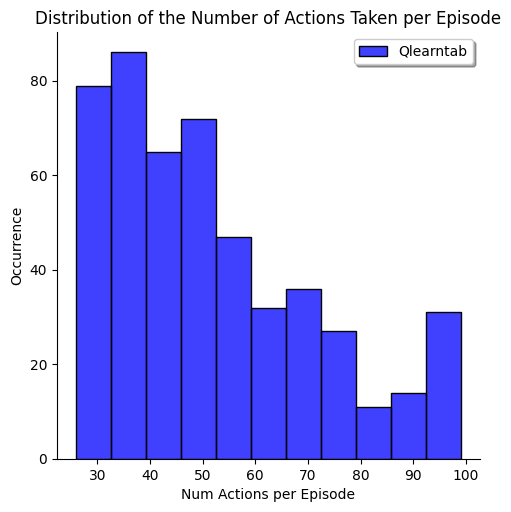 Distribution of the Number of Actions Taken per Episode
Qlearntab
80
60
40
20
0
Occurrence
30 40 50 60 70 80 90 100
Num Actions per Episode